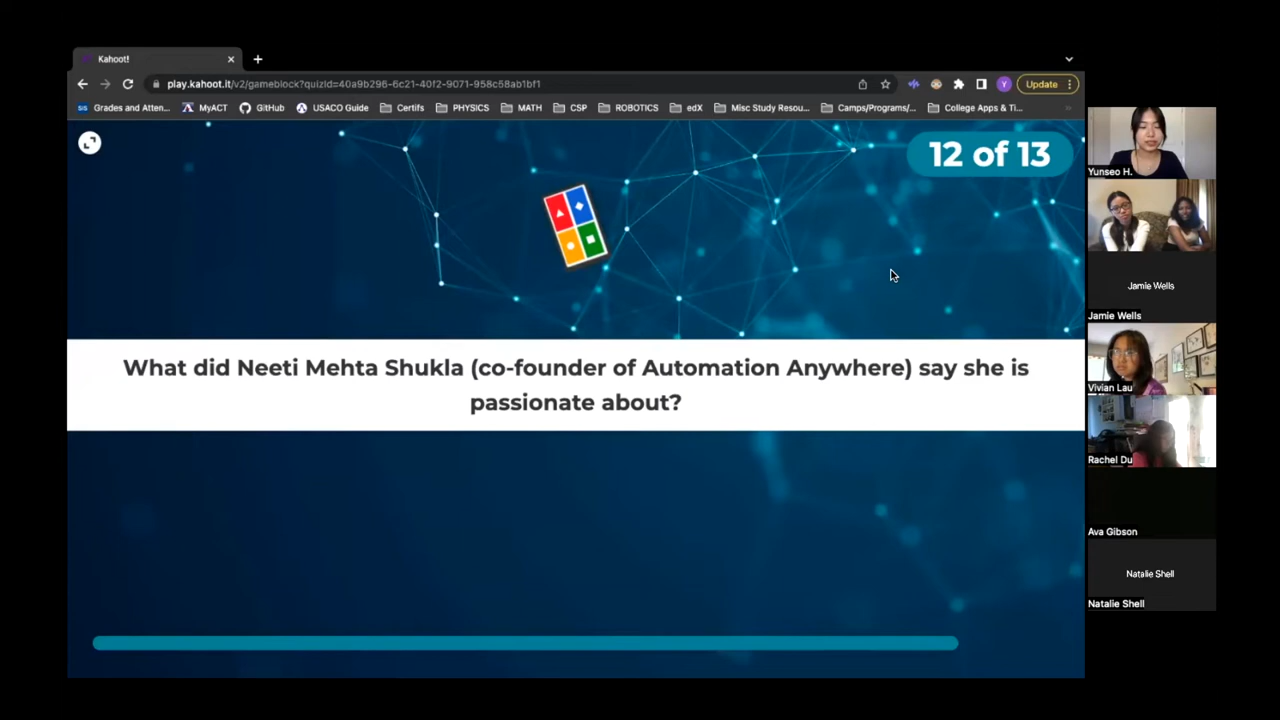 Kahoot!
play.kahoot.it/v2/gameblock?quizId=40a9b296-6c21-40f2-9071-958c58ab1bf1
Y
Update
SIS Grades and Atten... MyACT GitHub USACO Guide Certifs PHYSICS MATH CSP ROBOTICS edX Misc Study Resou... Camps/Programs/... College Apps & Ti...
12 of 13
What did Neeti Mehta Shukla (co-founder of Automation Anywhere) say she is
passionate about?
Yunseo H.
Jamie Wells
Jamie Wells
Vivian Lau
Rachel Du
Ava Gibson
Natalie Shell
Natalie Shell